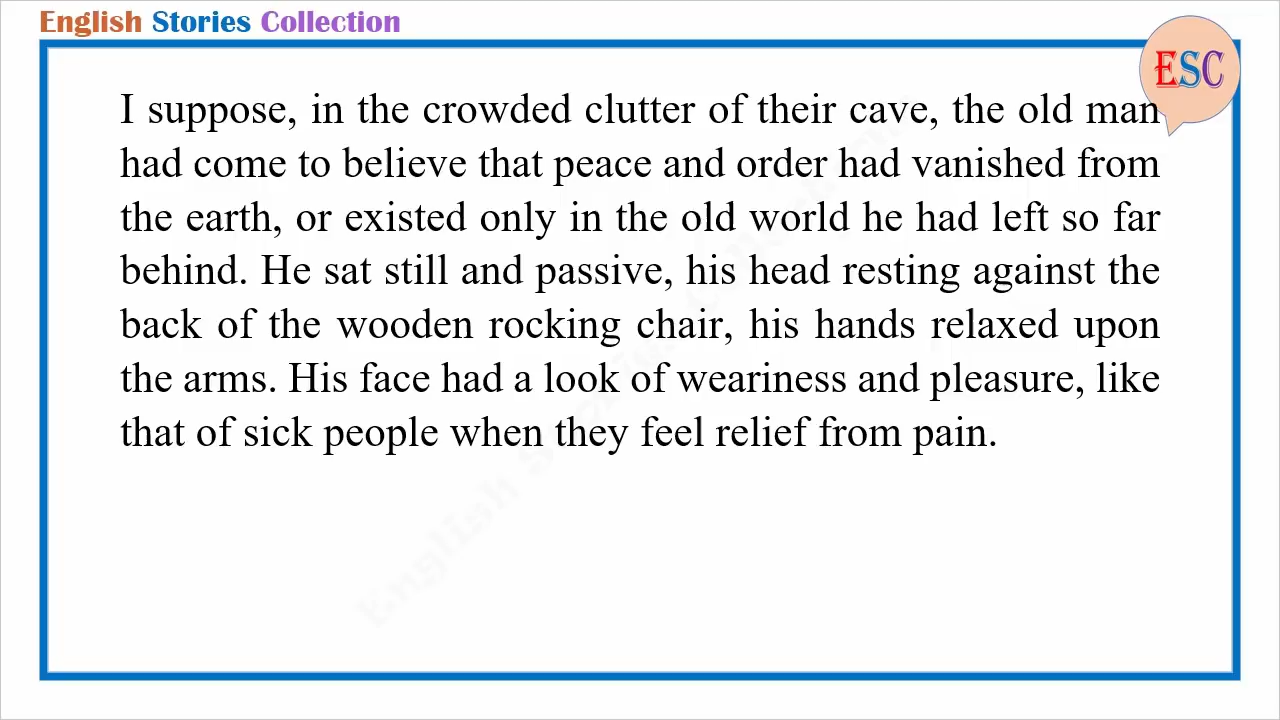 English Stories Collection
ESC
I suppose, in the crowded clutter of their cave, the old man
had come to believe that peace and order had vanished from
the earth, or existed only in the old world he had left so far
behind. He sat still and passive, his head resting against the
back of the wooden rocking chair, his hands relaxed upon
the arms. His face had a look of weariness and pleasure, like
that of sick people when they feel relief from pain.